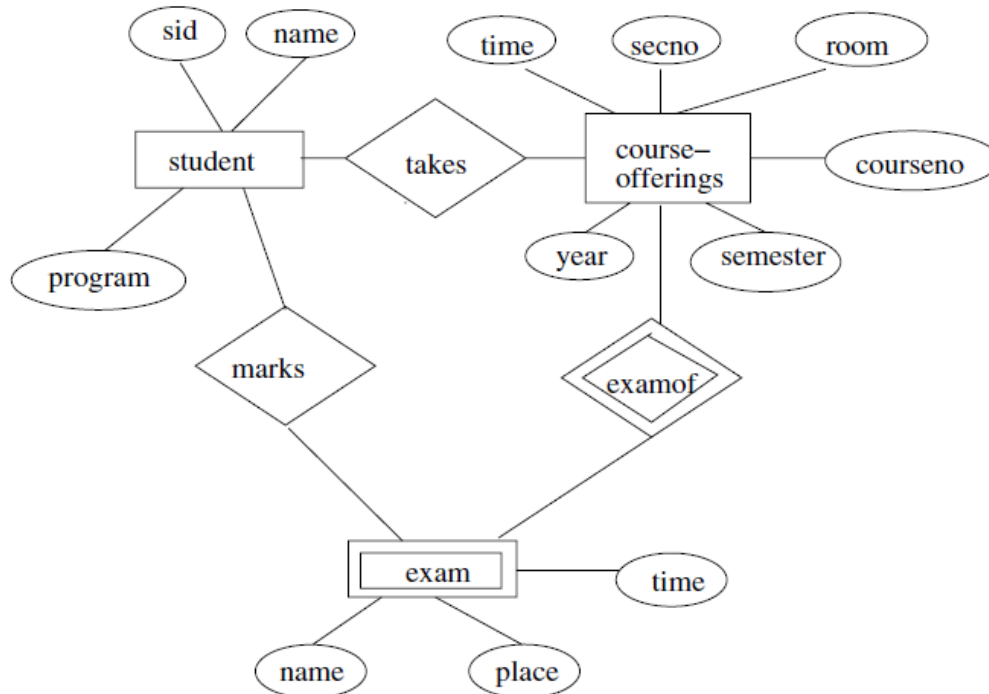 sid
name
time
secno
room
student
takes
course–
offerings
courseno
program
year
semester
marks
examof
exam
time
name
place